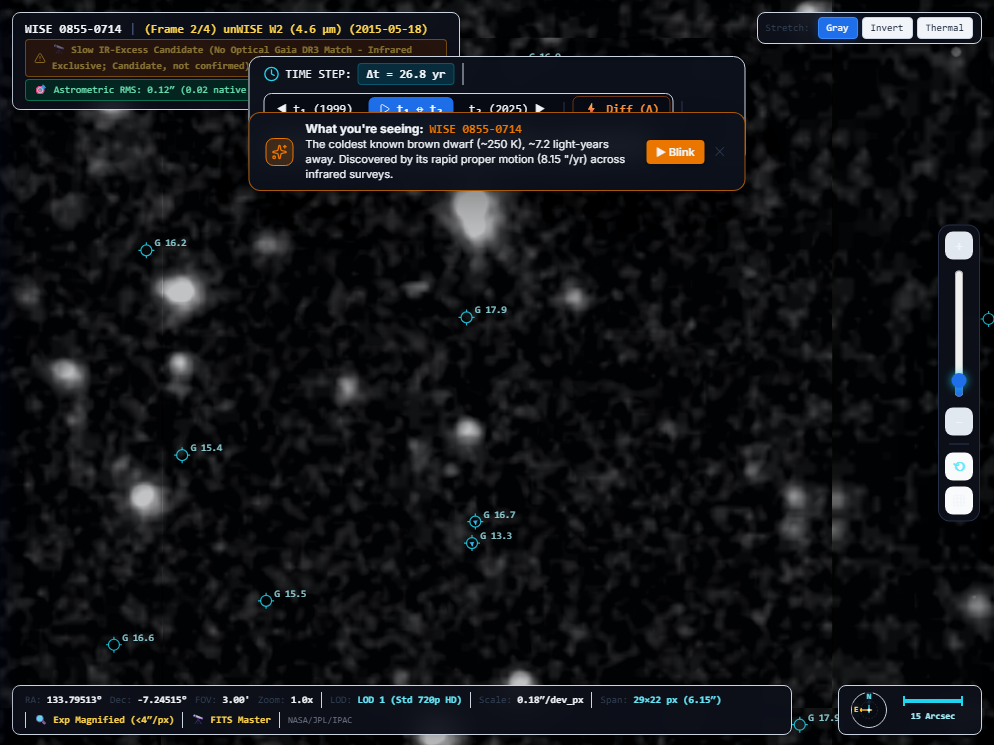 WISE 0855-0714 | (Frame 2/4) unWISE W2 (4.6 μm) (2015-05-18)
Slow IR-Excess Candidate (No Optical Gaia DR3 Match - Infrared
Exclusive; Candidate, not confirmed)
Astrometric RMS: 0.12″ (0.02 native
Stretch: Gray Invert Thermal
TIME STEP: Δt = 26.8 yr
◀ t₁ (1999) ▷ t₁ ⇔ t₂ t₂ (2025) ▶ Diff (Δ)
What you're seeing: WISE 0855-0714
The coldest known brown dwarf (~250 K), ~7.2 light-years
away. Discovered by its rapid proper motion (8.15 "/yr) across
infrared surveys.
▶ Blink ×
G 16.2
G 17.9
G 15.4
G 16.7
G 13.3
G 15.5
G 16.6
G 17.9
RA: 133.79513° Dec: -7.24515° FOV: 3.00′ Zoom: 1.0x | LOD: LOD 1 (Std 720p HD) | Scale: 0.18″/dev_px | Span: 29×22 px (6.15″)
| Exp Magnified (<4″/px) | FITS Master | NASA/JPL/IPAC
N
E
15 Arcsec